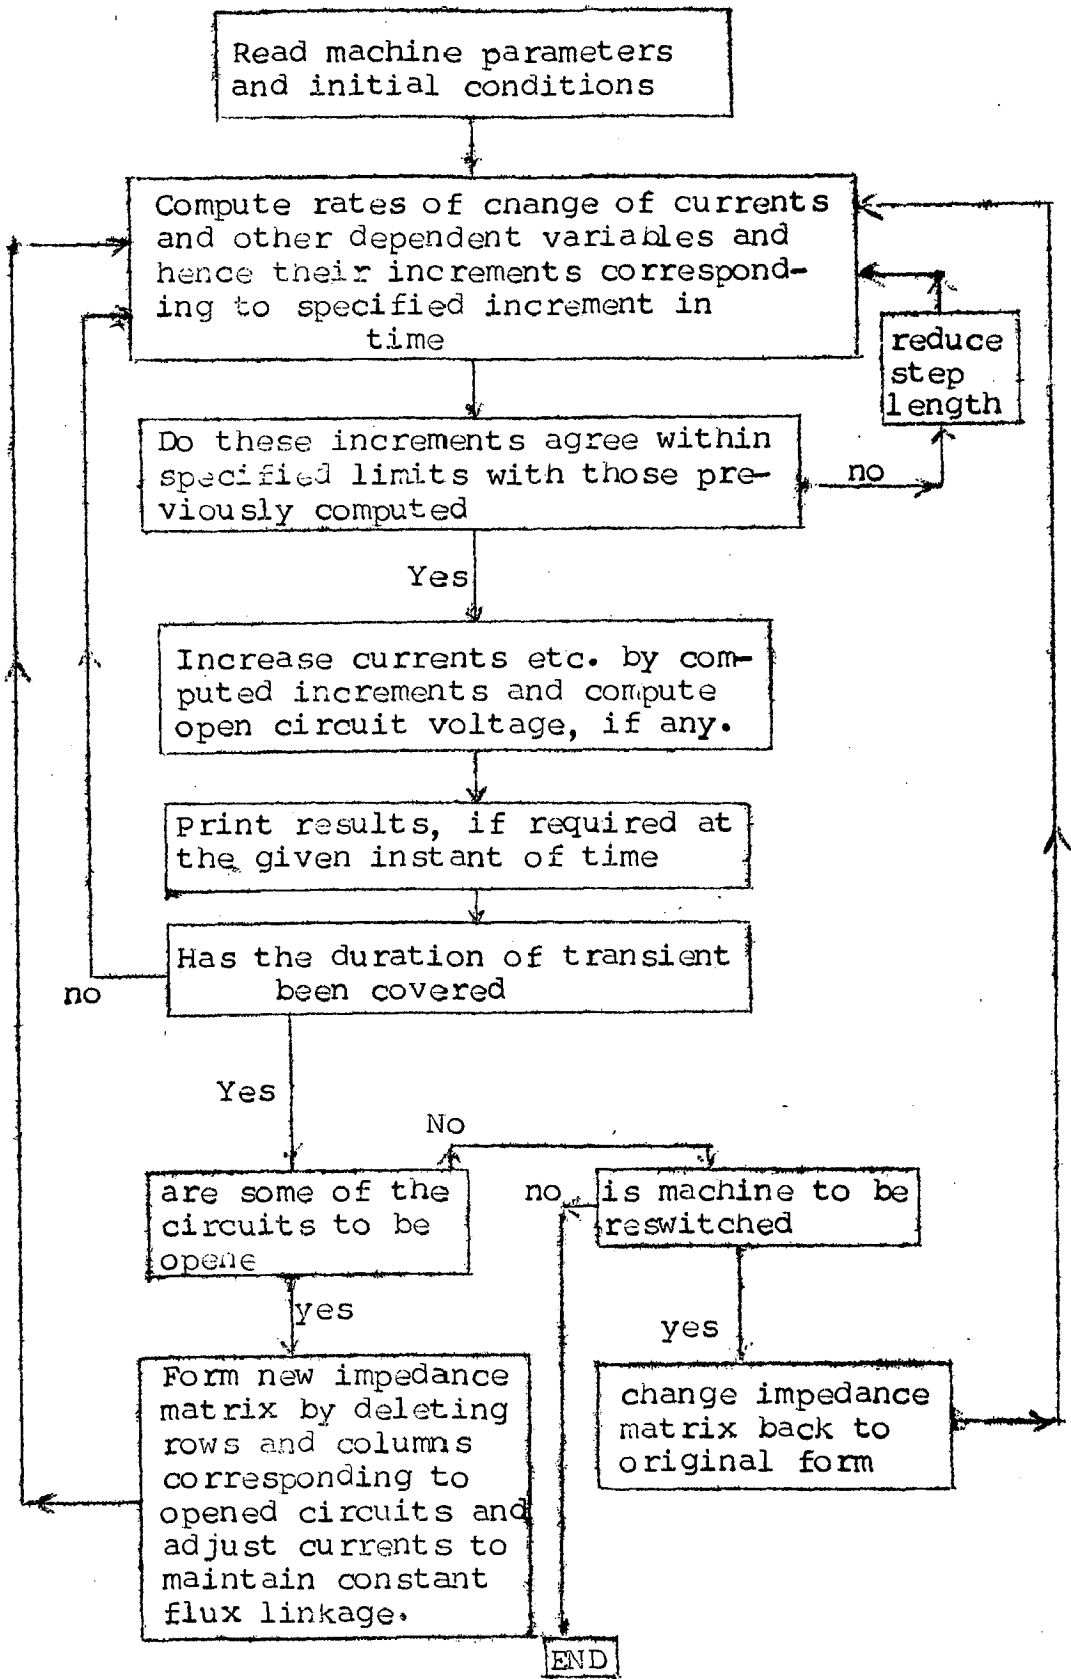 Read machine parameters
and initial conditions
Compute rates of cnange of currents
and other dependent variables and
hence their increments correspond-
ing to specified increment in
time
reduce
step
length
Do these increments agree within
specified limits with those pre-
viously computed
no
Yes
Increase currents etc. by com-
puted increments and compute
open circuit voltage, if any.
Print results, if required at
the given instant of time
Has the duration of transient
been covered
no
Yes
No
are some of the
circuits to be
opene
no
is machine to be
reswitched
yes
yes
Form new impedance
matrix by deleting
rows and columns
corresponding to
opened circuits and
adjust currents to
maintain constant
flux linkage.
change impedance
matrix back to
original form
END